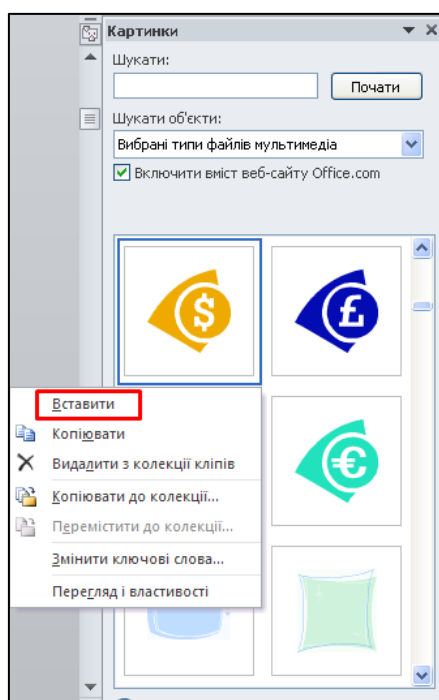 Картинки
Шукати:
Почати
Шукати об'єкти:
Вибрані типи файлів мультимедіа
Включити вміст веб-сайту Office.com
$
£
€
Вставити
Копіювати
Видалити з колекції кліпів
Копіювати до колекції...
Перемістити до колекції...
Змінити ключові слова...
Перегляд і властивості